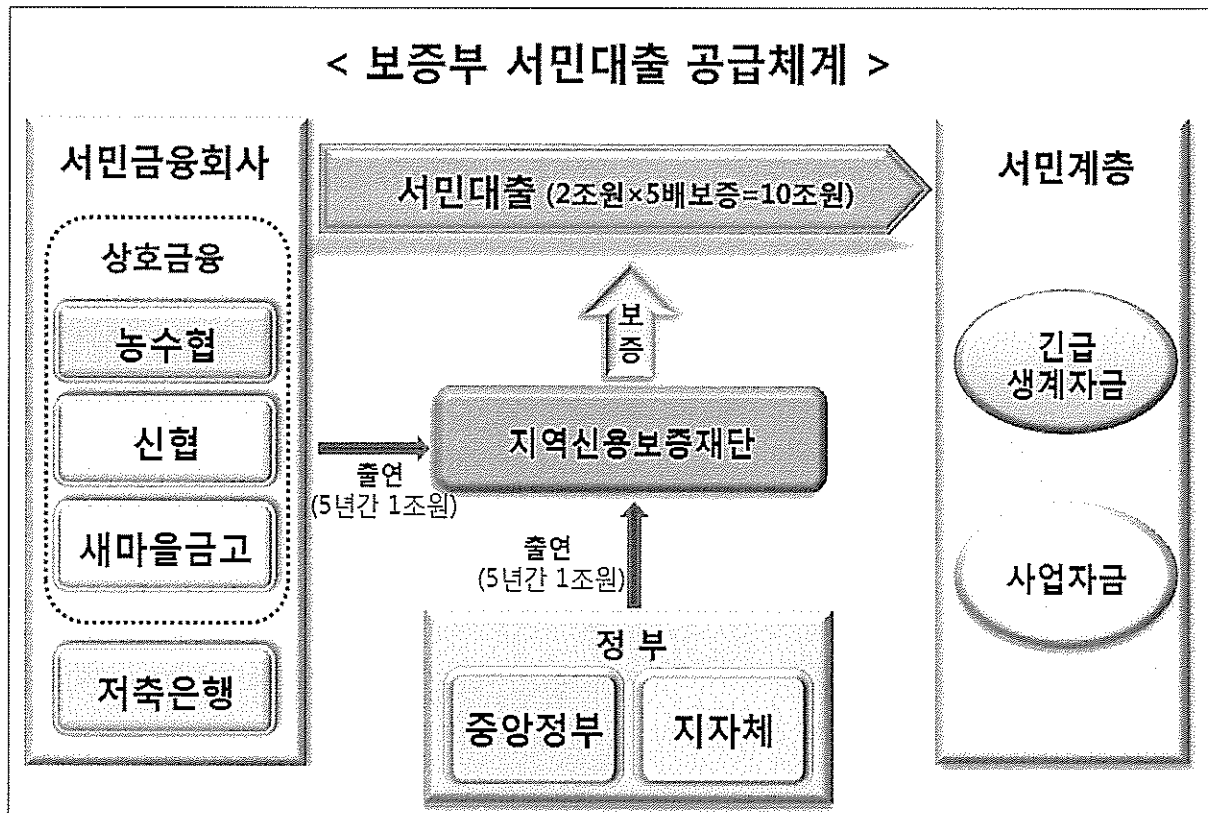 < 보증부 서민대출 공급체계 >
서민금융회사
상호금융
농수협
신협
새마을금고
저축은행
서민대출 (2조원×5배보증=10조원)
보
증
지역신용보증재단
출연
(5년간 1조원)
출연
(5년간 1조원)
정 부
중앙정부
지자체
서민계층
긴급
생계자금
사업자금